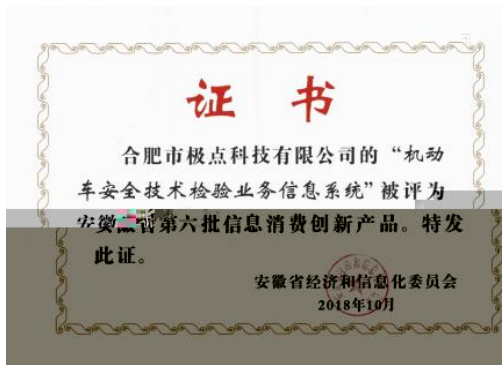 证 书
合肥市极点科技有限公司的“机动
车安全技术检验业务信息系统”被评为
安徽省第六批信息消费创新产品。特发
此证。
安徽省经济和信息化委员会
2018年10月